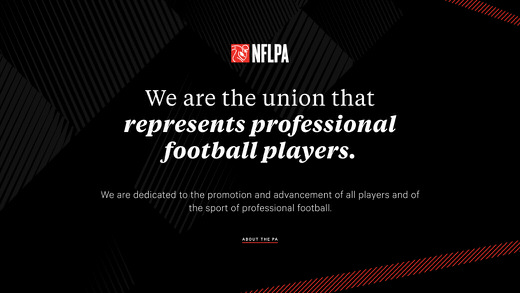 NFLPA
We are the union that
represents professional
football players.
We are dedicated to the promotion and advancement of all players and of
the sport of professional football.
ABOUT THE PA